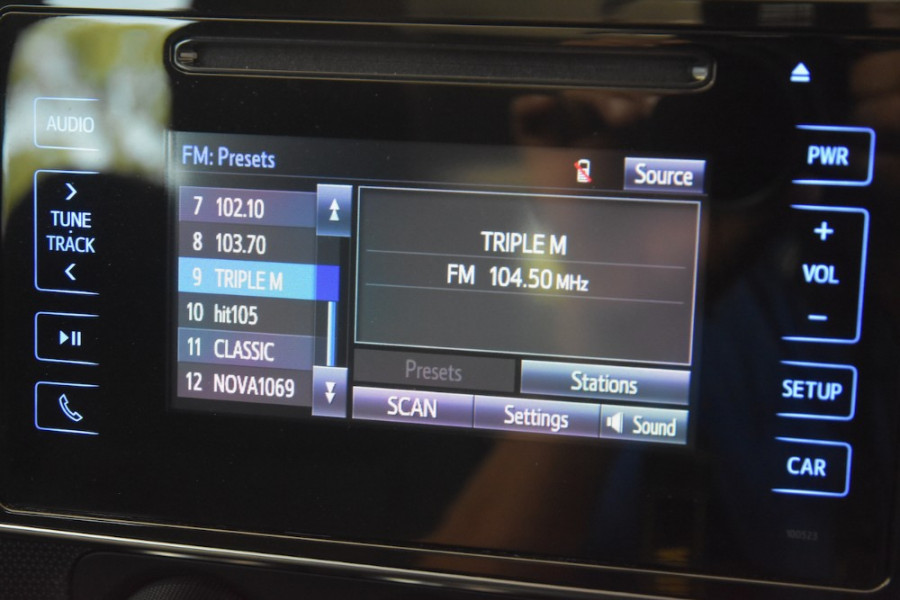 AUDIO
TUNE
TRACK
FM: Presets
Source
7 102.10
8 103.70
9 TRIPLE M
10 hit105
11 CLASSIC
12 NOVA1069
TRIPLE M
FM 104.50 MHz
Presets
Stations
SCAN
Settings
Sound
PWR
+
VOL
−
SETUP
CAR
100523